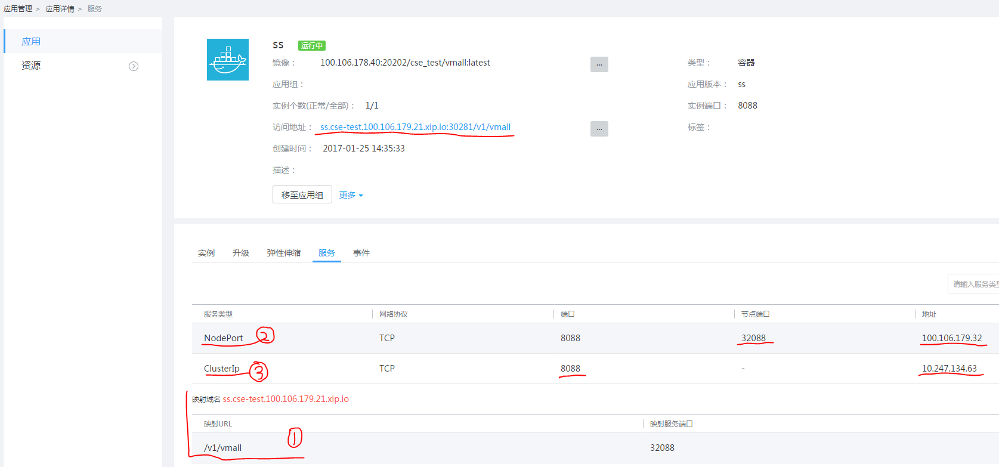 应用管理 > 应用详情 > 服务
应用
资源
ss 运行中
镜像： 100.106.178.40:20202/cse_test/vmall:latest ... 类型： 容器
应用组： 应用版本： ss
实例个数(正常/全部)： 1/1 实例端口： 8088
访问地址： ss.cse-test.100.106.179.21.xip.io:30281/v1/vmall ... 标签：
创建时间： 2017-01-25 14:35:33
描述：
移至应用组 更多
实例 升级 弹性伸缩 服务 事件
请输入服务类型
服务类型 网络协议 端口 节点端口 地址
NodePort ② TCP 8088 32088 100.106.179.32
ClusterIp ③ TCP 8088 - 10.247.134.63
映射域名 ss.cse-test.100.106.179.21.xip.io
映射URL 映射服务端口
/v1/vmall ① 32088